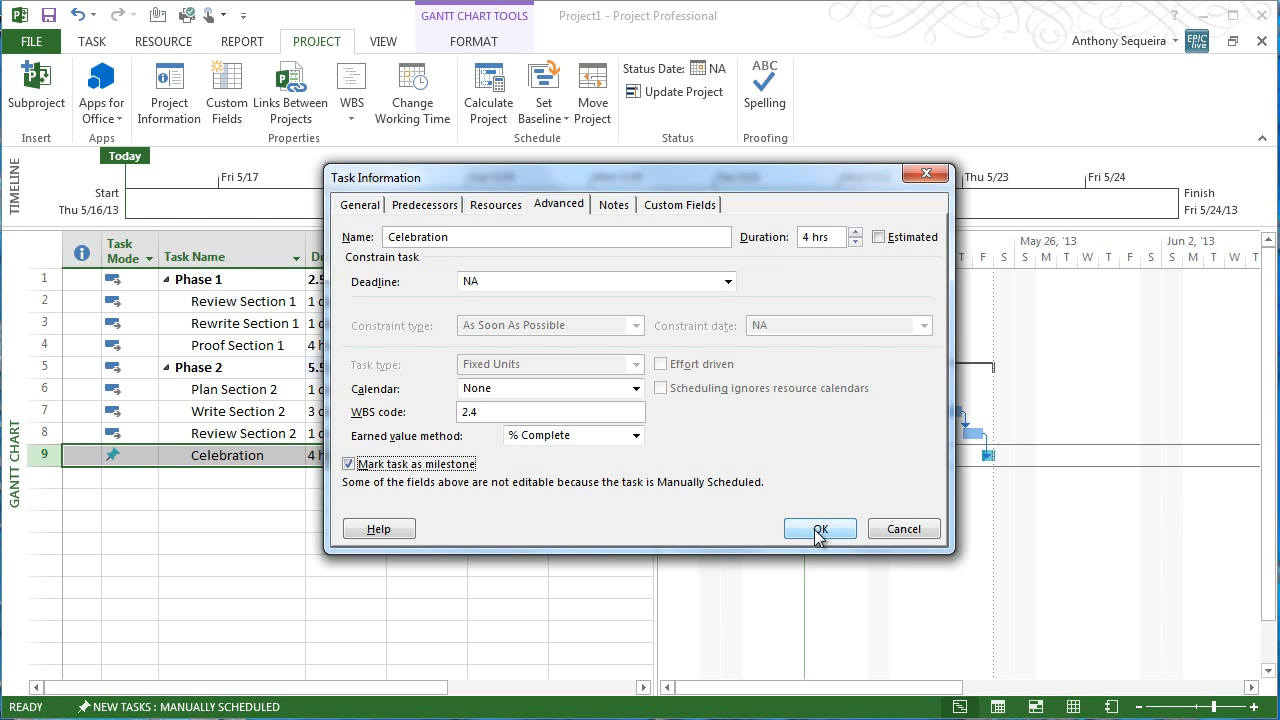 GANTT CHART TOOLS
Project1 - Project Professional
FILE TASK RESOURCE REPORT PROJECT VIEW FORMAT
Anthony Sequeira
EPIC live
Subproject
Apps for Office
Project Information
Custom Fields
Links Between Projects
WBS
Change Working Time
Calculate Project
Set Baseline
Move Project
Status Date: NA
Update Project
ABC
Spelling
Insert Apps Properties Schedule Status Proofing
TIMELINE
Today
Fri 5/17
Thu 5/23
Fri 5/24
Start
Thu 5/16/13
Finish
Fri 5/24/13
GANTT CHART
Task Mode
Task Name
May 26, '13
Jun 2, '13
T F S S M T W T F S S M T W T
1 Phase 1 2.5
2 Review Section 1
3 Rewrite Section 1
4 Proof Section 1
5 Phase 2 5.5
6 Plan Section 2
7 Write Section 2
8 Review Section 2
9 Celebration
Task Information
General Predecessors Resources Advanced Notes Custom Fields
Name: Celebration
Duration: 4 hrs
Estimated
Constrain task
Deadline: NA
Constraint type: As Soon As Possible
Constraint date: NA
Task type: Fixed Units
Effort driven
Calendar: None
Scheduling ignores resource calendars
WBS code: 2.4
Earned value method: % Complete
Mark task as milestone
Some of the fields above are not editable because the task is Manually Scheduled.
Help
OK
Cancel
READY
NEW TASKS : MANUALLY SCHEDULED